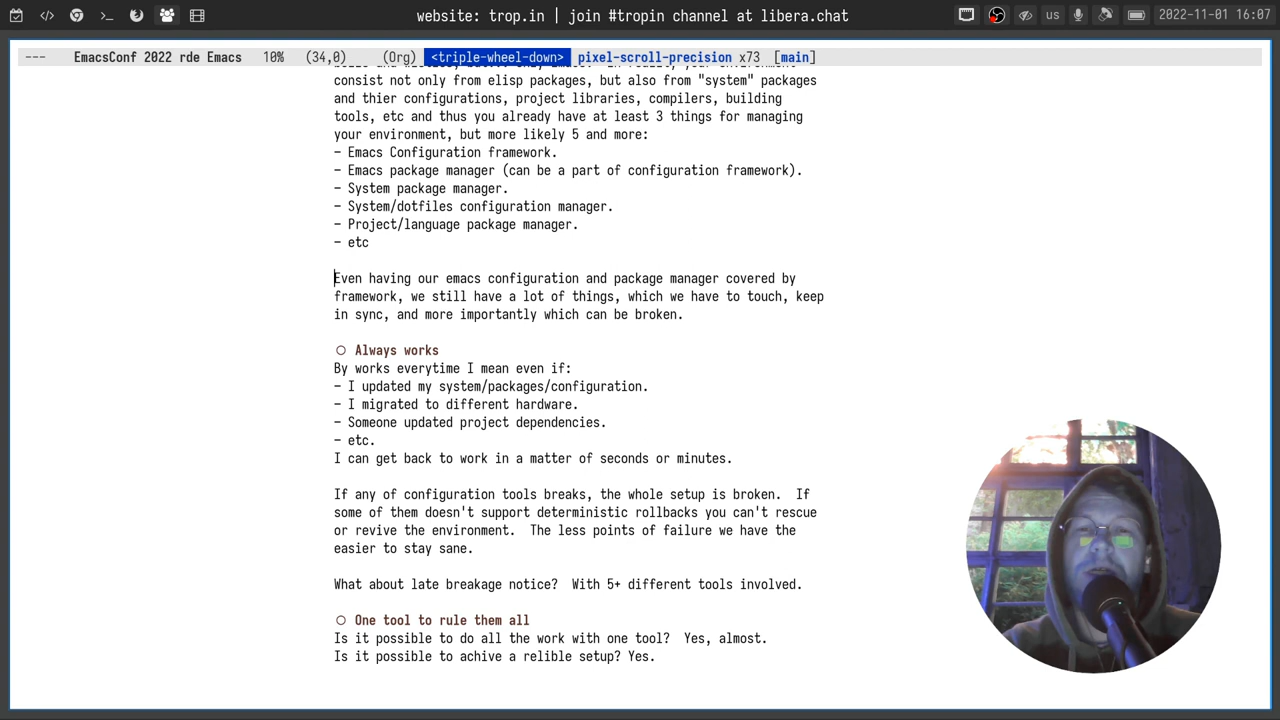 website: trop.in | join #tropin channel at libera.chat
us
2022-11-01 16:07
--- EmacsConf 2022 rde Emacs 10% (34,0) (Org) <triple-wheel-down> pixel-scroll-precision x73 [main]
consist not only from elisp packages, but also from "system" packages
and thier configurations, project libraries, compilers, building
tools, etc and thus you already have at least 3 things for managing
your environment, but more likely 5 and more:
- Emacs Configuration framework.
- Emacs package manager (can be a part of configuration framework).
- System package manager.
- System/dotfiles configuration manager.
- Project/language package manager.
- etc
Even having our emacs configuration and package manager covered by
framework, we still have a lot of things, which we have to touch, keep
in sync, and more importantly which can be broken.
○ Always works
By works everytime I mean even if:
- I updated my system/packages/configuration.
- I migrated to different hardware.
- Someone updated project dependencies.
- etc.
I can get back to work in a matter of seconds or minutes.
If any of configuration tools breaks, the whole setup is broken.  If
some of them doesn't support deterministic rollbacks you can't rescue
or revive the environment.  The less points of failure we have the
easier to stay sane.
What about late breakage notice?  With 5+ different tools involved.
○ One tool to rule them all
Is it possible to do all the work with one tool?  Yes, almost.
Is it possible to achive a relible setup? Yes.